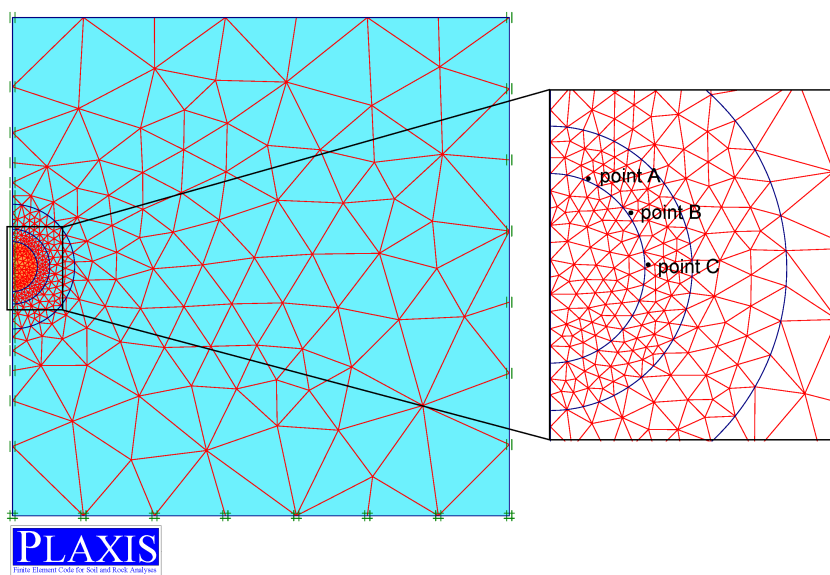 point A
point B
point C
PLAXIS
Finite Element Code for Soil and Rock Analyses